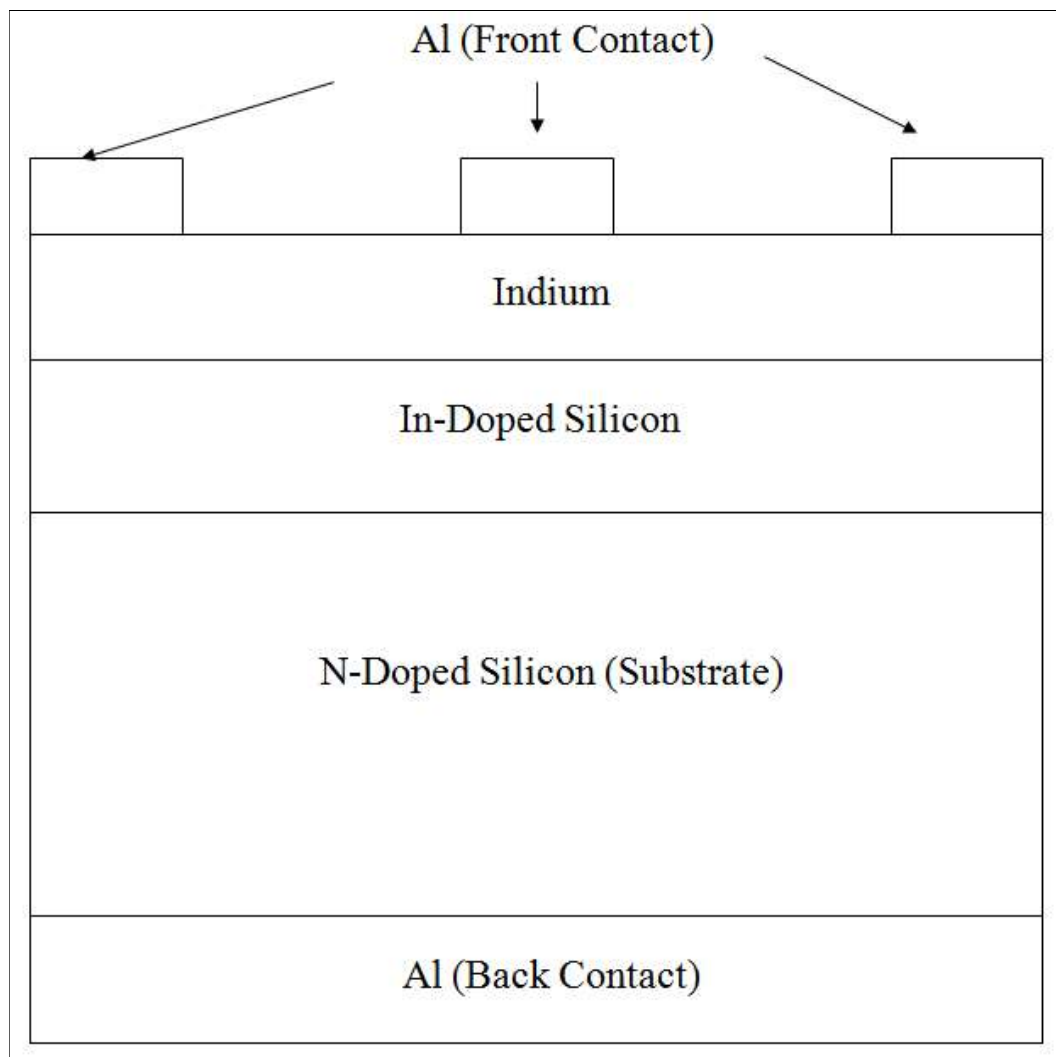 Al (Front Contact)
Indium
In-Doped Silicon
N-Doped Silicon (Substrate)
Al (Back Contact)